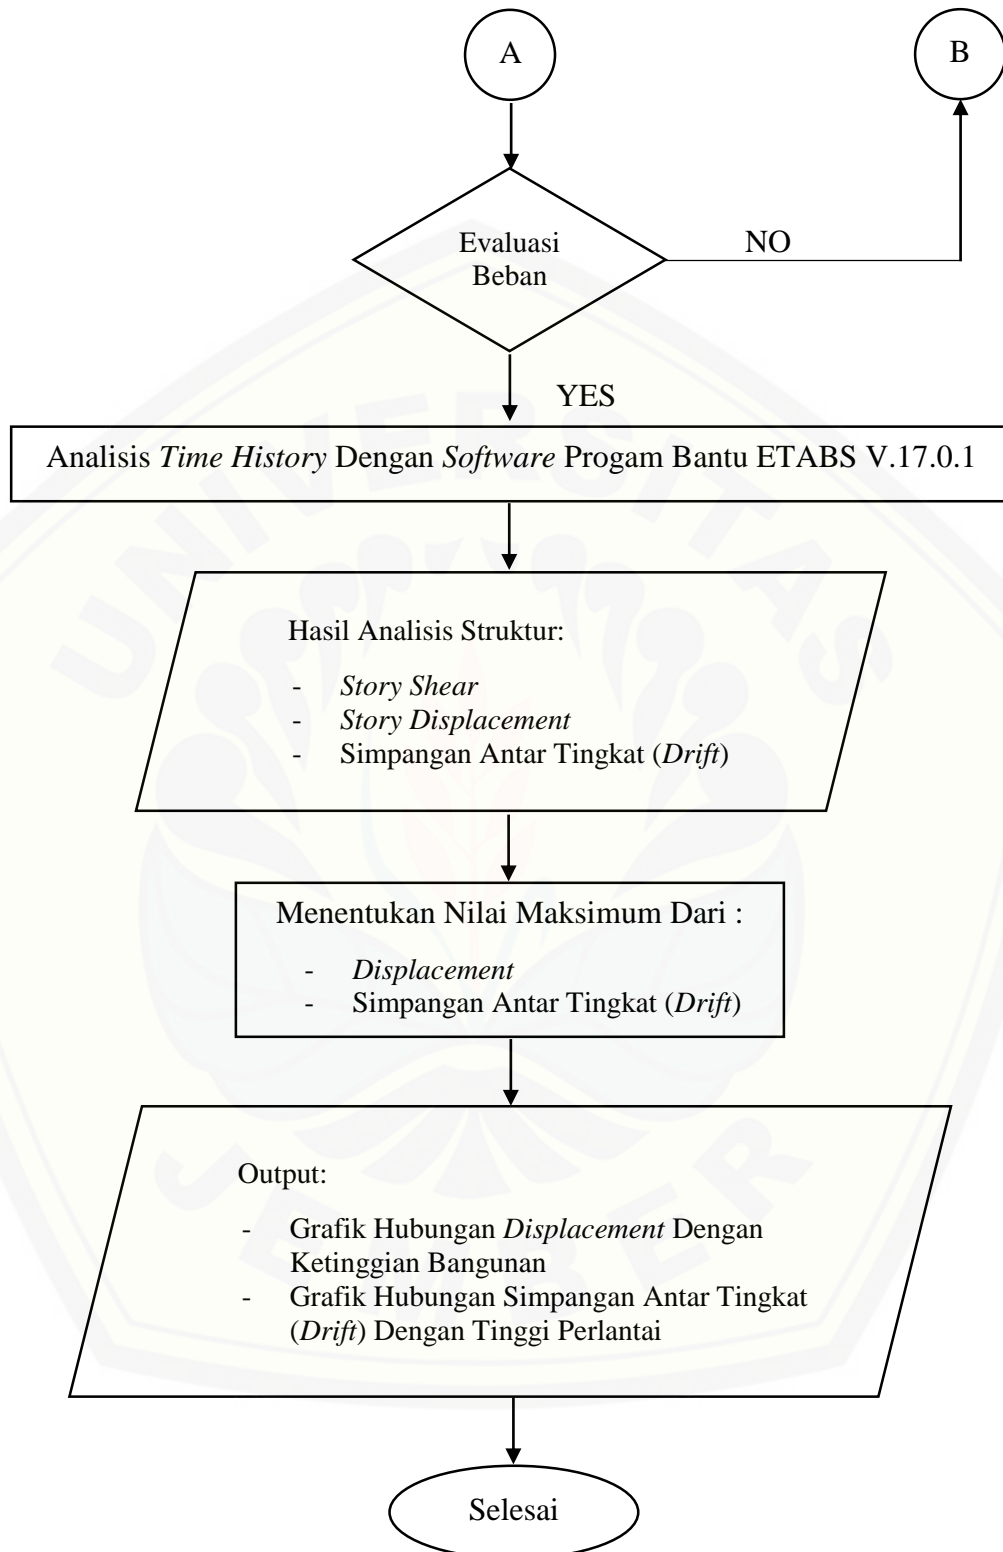 A
B
Evaluasi
Beban
NO
YES
Analisis Time History Dengan Software Progam Bantu ETABS V.17.0.1
Hasil Analisis Struktur:
- Story Shear
- Story Displacement
- Simpangan Antar Tingkat (Drift)
Menentukan Nilai Maksimum Dari :
- Displacement
- Simpangan Antar Tingkat (Drift)
Output:
- Grafik Hubungan Displacement Dengan
Ketinggian Bangunan
- Grafik Hubungan Simpangan Antar Tingkat
(Drift) Dengan Tinggi Perlantai
Selesai
UNIVERSITAS
JEMBER